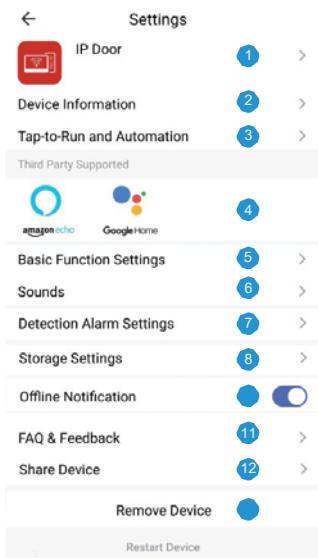 Settings
IP Door 1
Device Information 2
Tap-to-Run and Automation 3
Third Party Supported
4
amazon echo Google Home
Basic Function Settings 5
Sounds 6
Detection Alarm Settings 7
Storage Settings 8
Offline Notification
FAQ & Feedback 11
Share Device 12
Remove Device
Restart Device